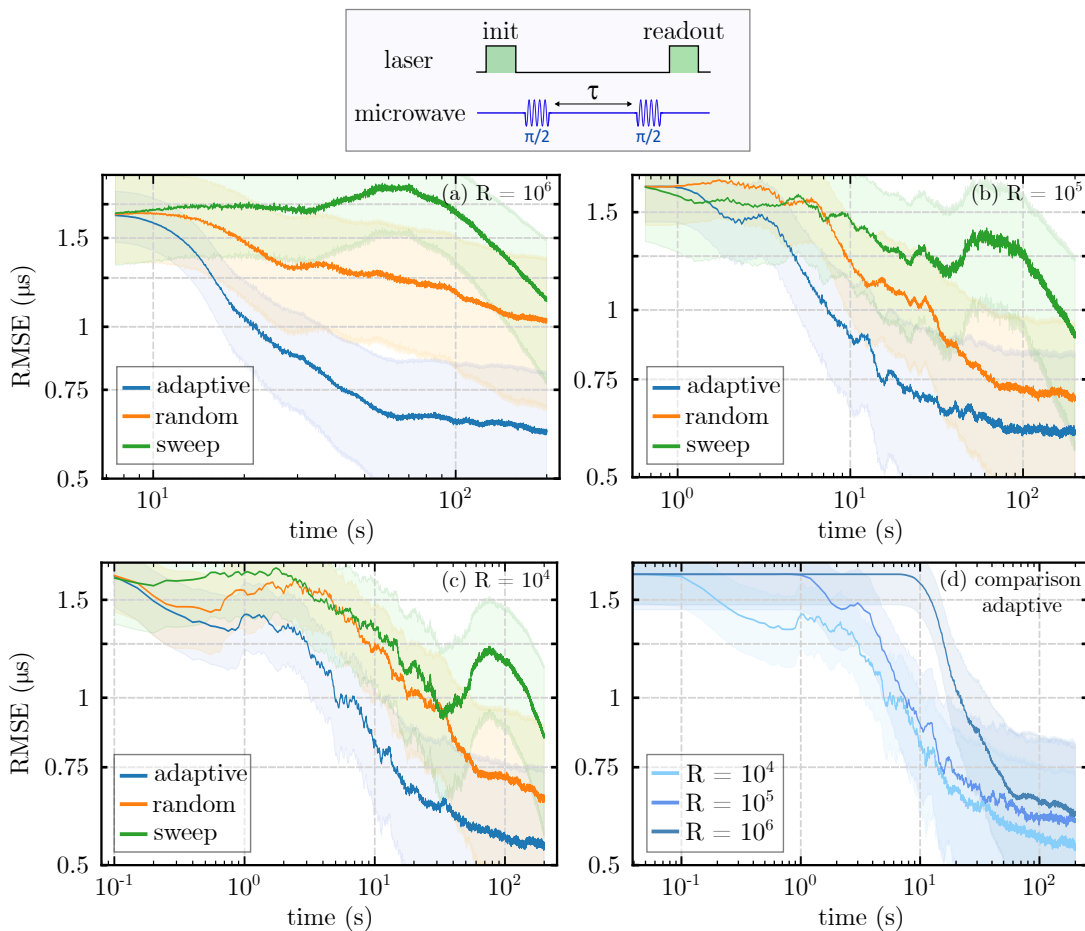 init
readout
laser
τ
microwave
π/2
π/2
(a) R = 10⁶
RMSE (μs)
1.5
1
0.75
0.5
adaptive
random
sweep
10¹
10²
time (s)
(b) R = 10⁵
1.5
1
0.75
0.5
adaptive
random
sweep
10⁰
10¹
10²
time (s)
(c) R = 10⁴
RMSE (μs)
1.5
1
0.75
0.5
adaptive
random
sweep
10⁻¹
10⁰
10¹
10²
time (s)
(d) comparison
adaptive
1.5
1
0.75
0.5
R = 10⁴
R = 10⁵
R = 10⁶
10⁻¹
10⁰
10¹
10²
time (s)